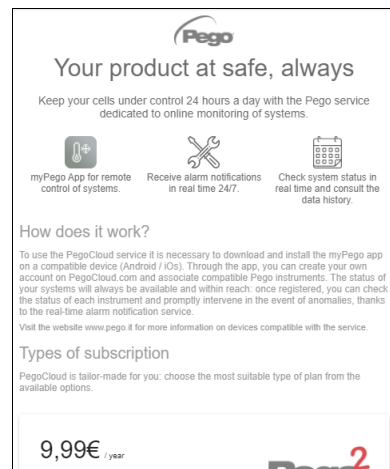 Pego
Your product at safe, always
Keep your cells under control 24 hours a day with the Pego service
dedicated to online monitoring of systems.
myPego App for remote
control of systems.
Receive alarm notifications
in real time 24/7.
Check system status in
real time and consult the
data history.
How does it work?
To use the PegoCloud service it is necessary to download and install the myPego app
on a compatible device (Android / iOs). Through the app, you can create your own
account on PegoCloud.com and associate compatible Pego instruments. The status of
your systems will always be available and within reach: once registered, you can check
the status of each instrument and promptly intervene in the event of anomalies, thanks
to the real-time alarm notification service.
Visit the website www.pego.it for more information on devices compatible with the service.
Types of subscription
PegoCloud is tailor-made for you: choose the most suitable type of plan from the
available options.
9,99€ / year
Pego 2